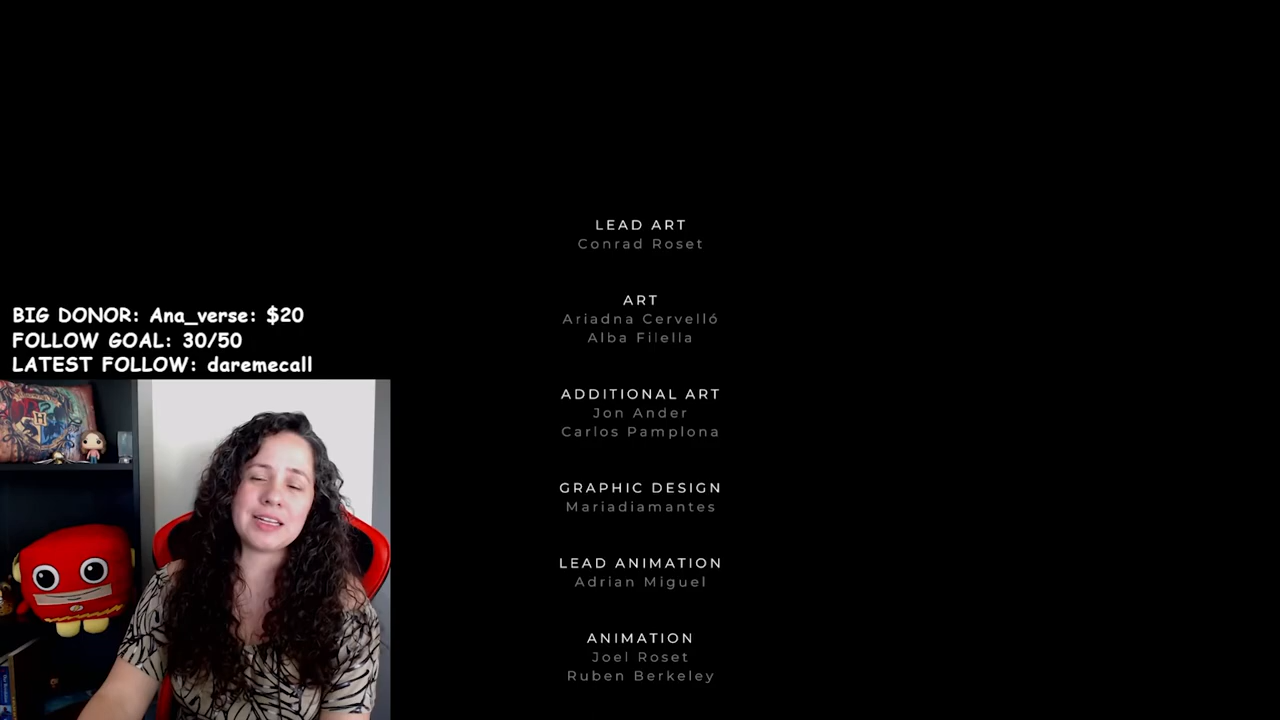 LEAD ART
Conrad Roset
ART
Ariadna Cervelló
Alba Filella
ADDITIONAL ART
Jon Ander
Carlos Pamplona
GRAPHIC DESIGN
Mariadiamantes
LEAD ANIMATION
Adrian Miguel
ANIMATION
Joel Roset
Ruben Berkeley
BIG DONOR: Ana_verse: $20
FOLLOW GOAL: 30/50
LATEST FOLLOW: daremecall
H